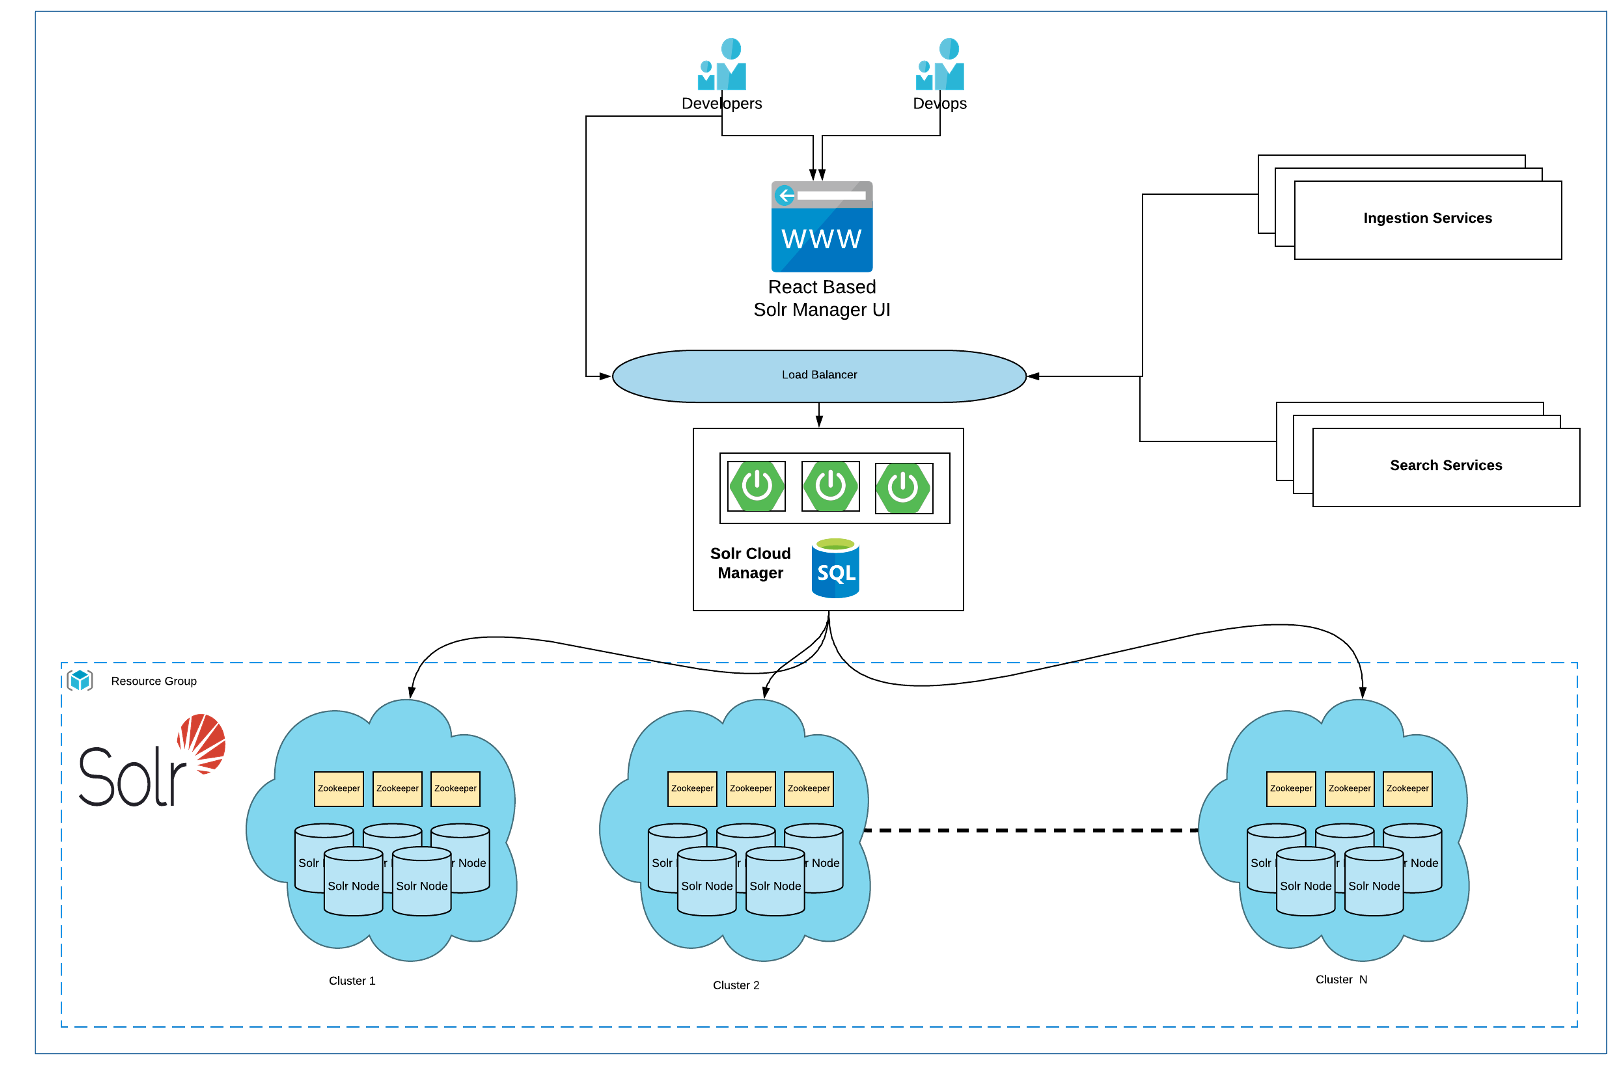 Developers
Devops
WWW
React Based
Solr Manager UI
Ingestion Services
Load Balancer
Search Services
Solr Cloud
Manager
SQL
Resource Group
Solr
Zookeeper
Zookeeper
Zookeeper
Zookeeper
Zookeeper
Zookeeper
Zookeeper
Zookeeper
Zookeeper
Solr
r Node
Solr Node
Solr Node
Solr
r Node
Solr Node
Solr Node
Solr
r Node
Solr Node
Solr Node
Cluster 1
Cluster 2
Cluster N